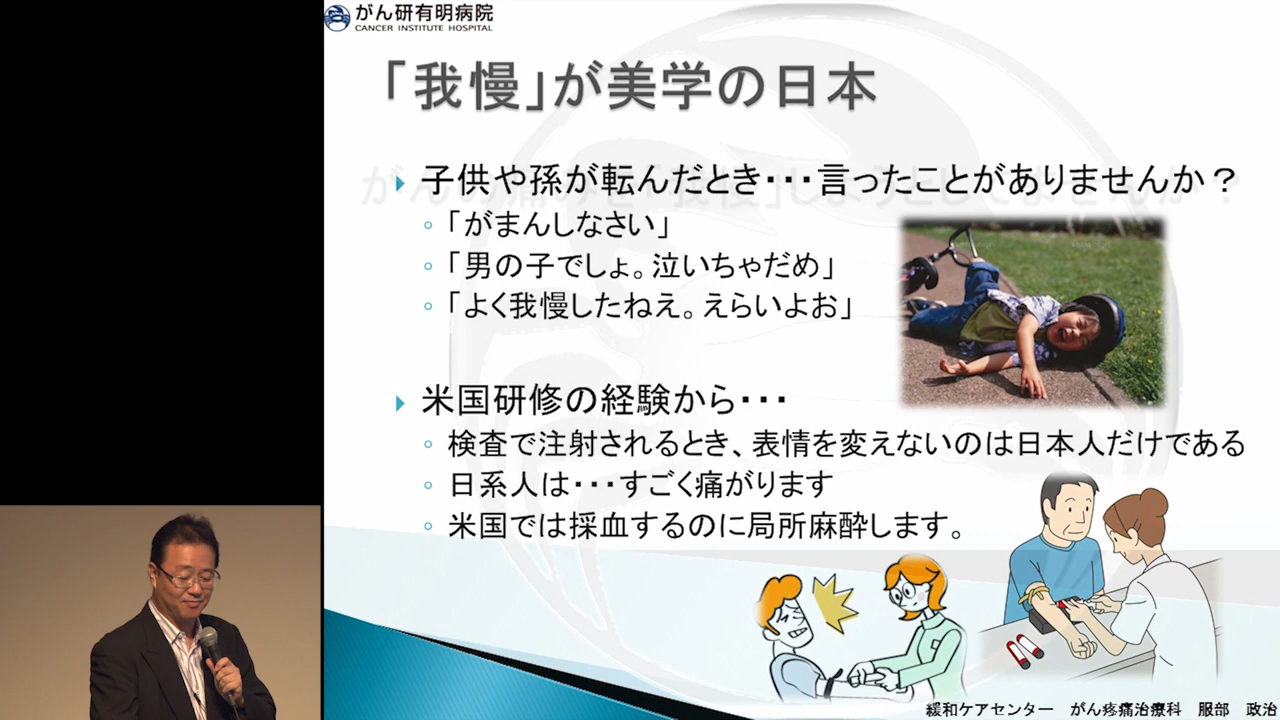 がん研有明病院
CANCER INSTITUTE HOSPITAL
「我慢」が美学の日本
子供や孫が転んだとき・・・言ったことがありませんか？
「がまんしなさい」
「男の子でしょ。泣いちゃだめ」
「よく我慢したねえ。えらいよお」
米国研修の経験から・・・
検査で注射されるとき、表情を変えないのは日本人だけである
日系人は・・・すごく痛がります
米国では採血するのに局所麻酔します。
緩和ケアセンター　がん疼痛治療科　服部　政治